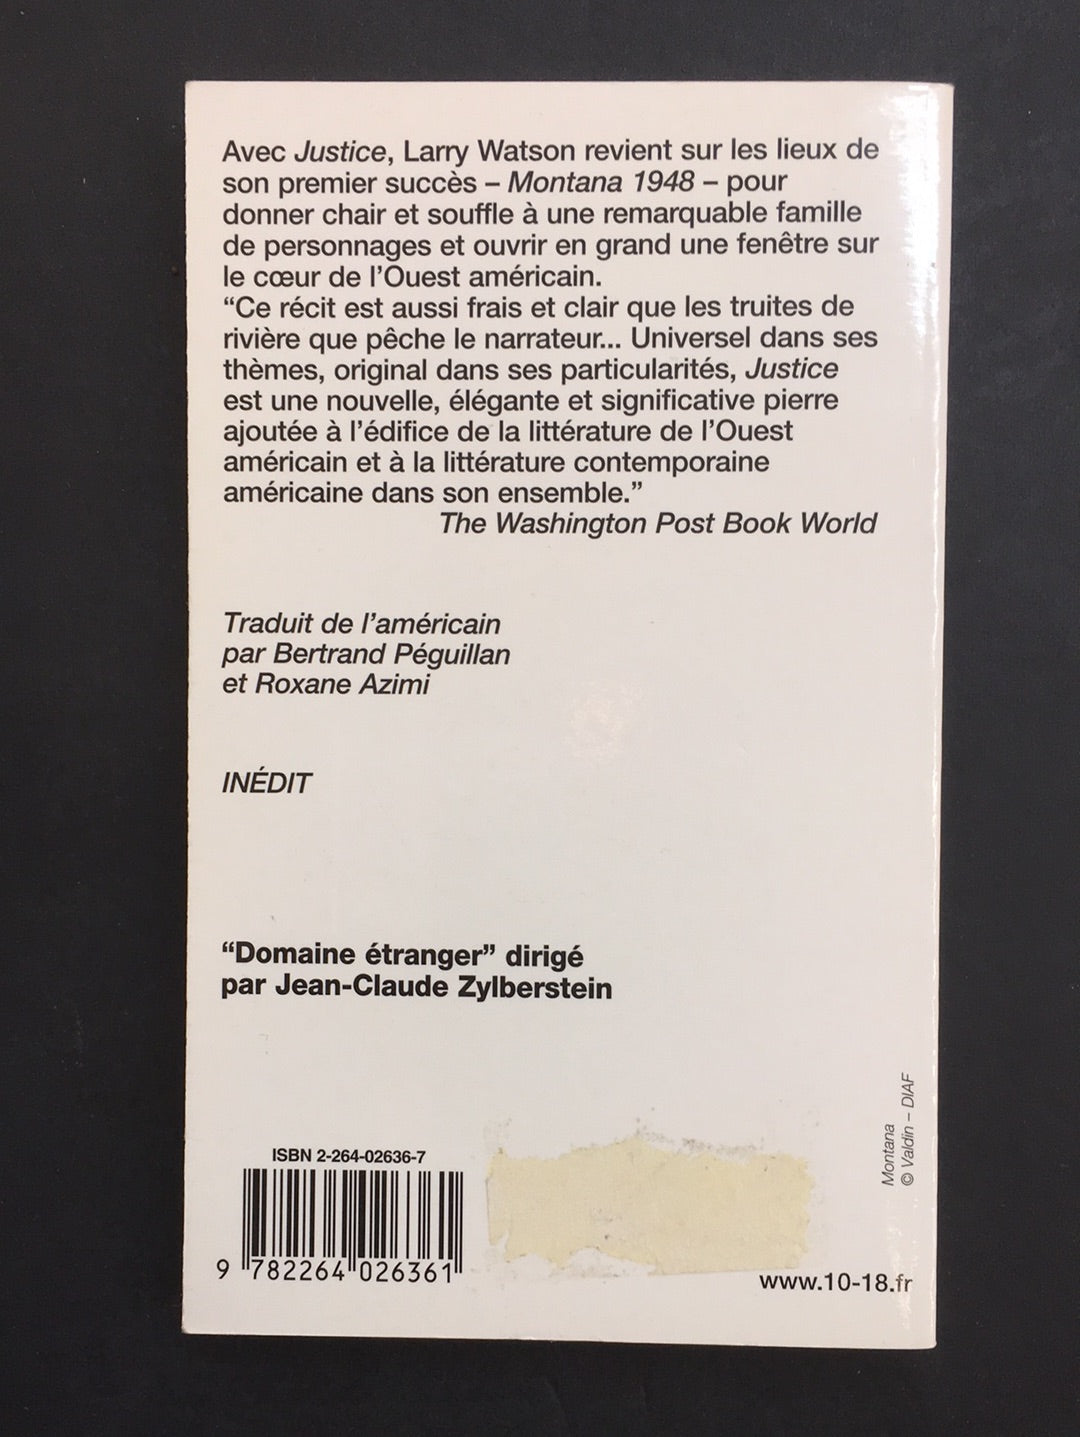 Avec Justice, Larry Watson revient sur les lieux de
son premier succès – Montana 1948 – pour
donner chair et souffle à une remarquable famille
de personnages et ouvrir en grand une fenêtre sur
le cœur de l'Ouest américain.
“Ce récit est aussi frais et clair que les truites de
rivière que pêche le narrateur... Universel dans ses
thèmes, original dans ses particularités, Justice
est une nouvelle, élégante et significative pierre
ajoutée à l'édifice de la littérature de l'Ouest
américain et à la littérature contemporaine
américaine dans son ensemble.”
The Washington Post Book World
Traduit de l'américain
par Bertrand Péguillan
et Roxane Azimi
INÉDIT
“Domaine étranger” dirigé
par Jean-Claude Zylberstein
Montana
© Valdin – DIAF
ISBN 2-264-02636-7
9 782264 026361
www.10-18.fr